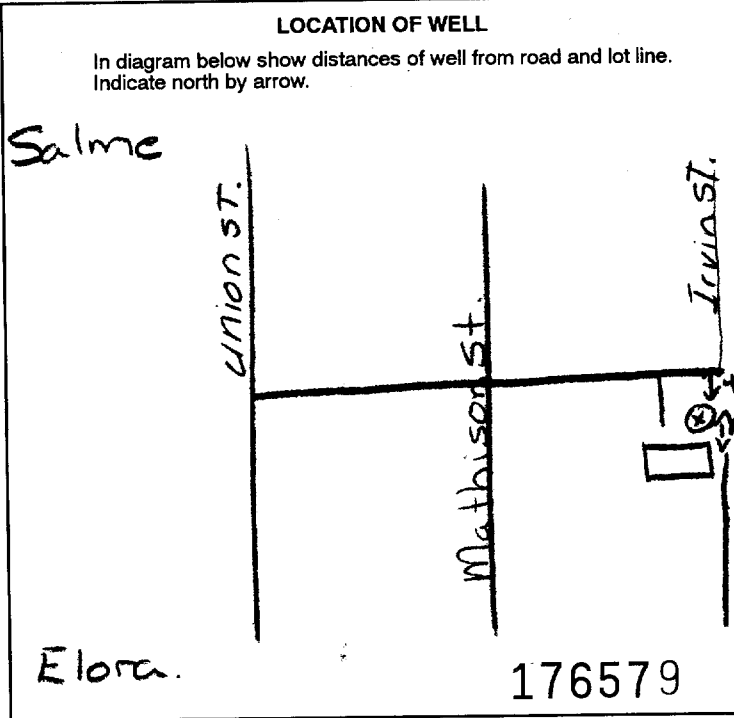 LOCATION OF WELL
In diagram below show distances of well from road and lot line.
Indicate north by arrow.
Salme
Union ST.
Mathison St.
Irvin ST.
Elora.
176579